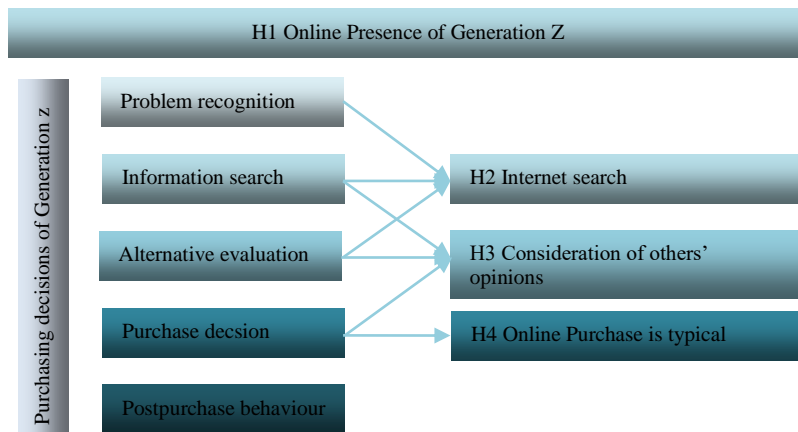 H1 Online Presence of Generation Z
Purchasing decisions of Generation z
Problem recognition
Information search
H2 Internet search
Alternative evaluation
H3 Consideration of others’
opinions
Purchase decsion
H4 Online Purchase is typical
Postpurchase behaviour